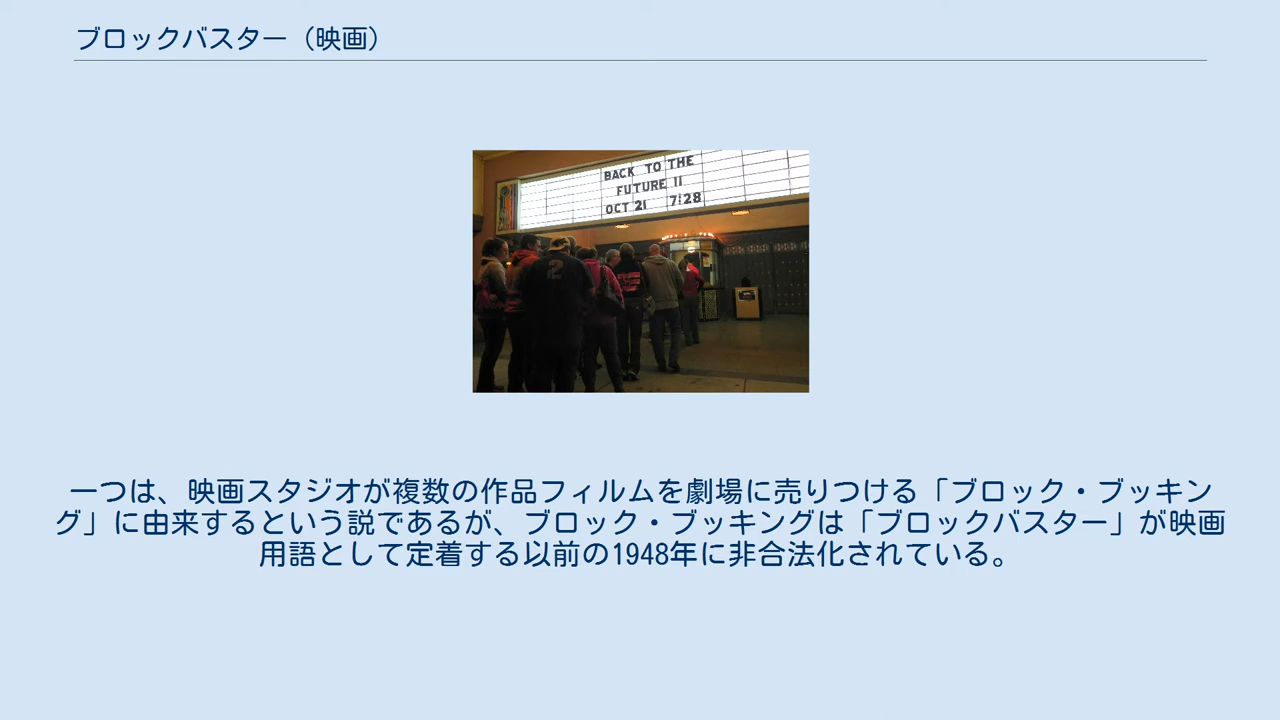 ブロックバスター（映画）
BACK TO THE
FUTURE II
OCT 21 7:28
2
一つは、映画スタジオが複数の作品フィルムを劇場に売りつける「ブロック・ブッキン
グ」に由来するという説であるが、ブロック・ブッキングは「ブロックバスター」が映画
用語として定着する以前の1948年に非合法化されている。